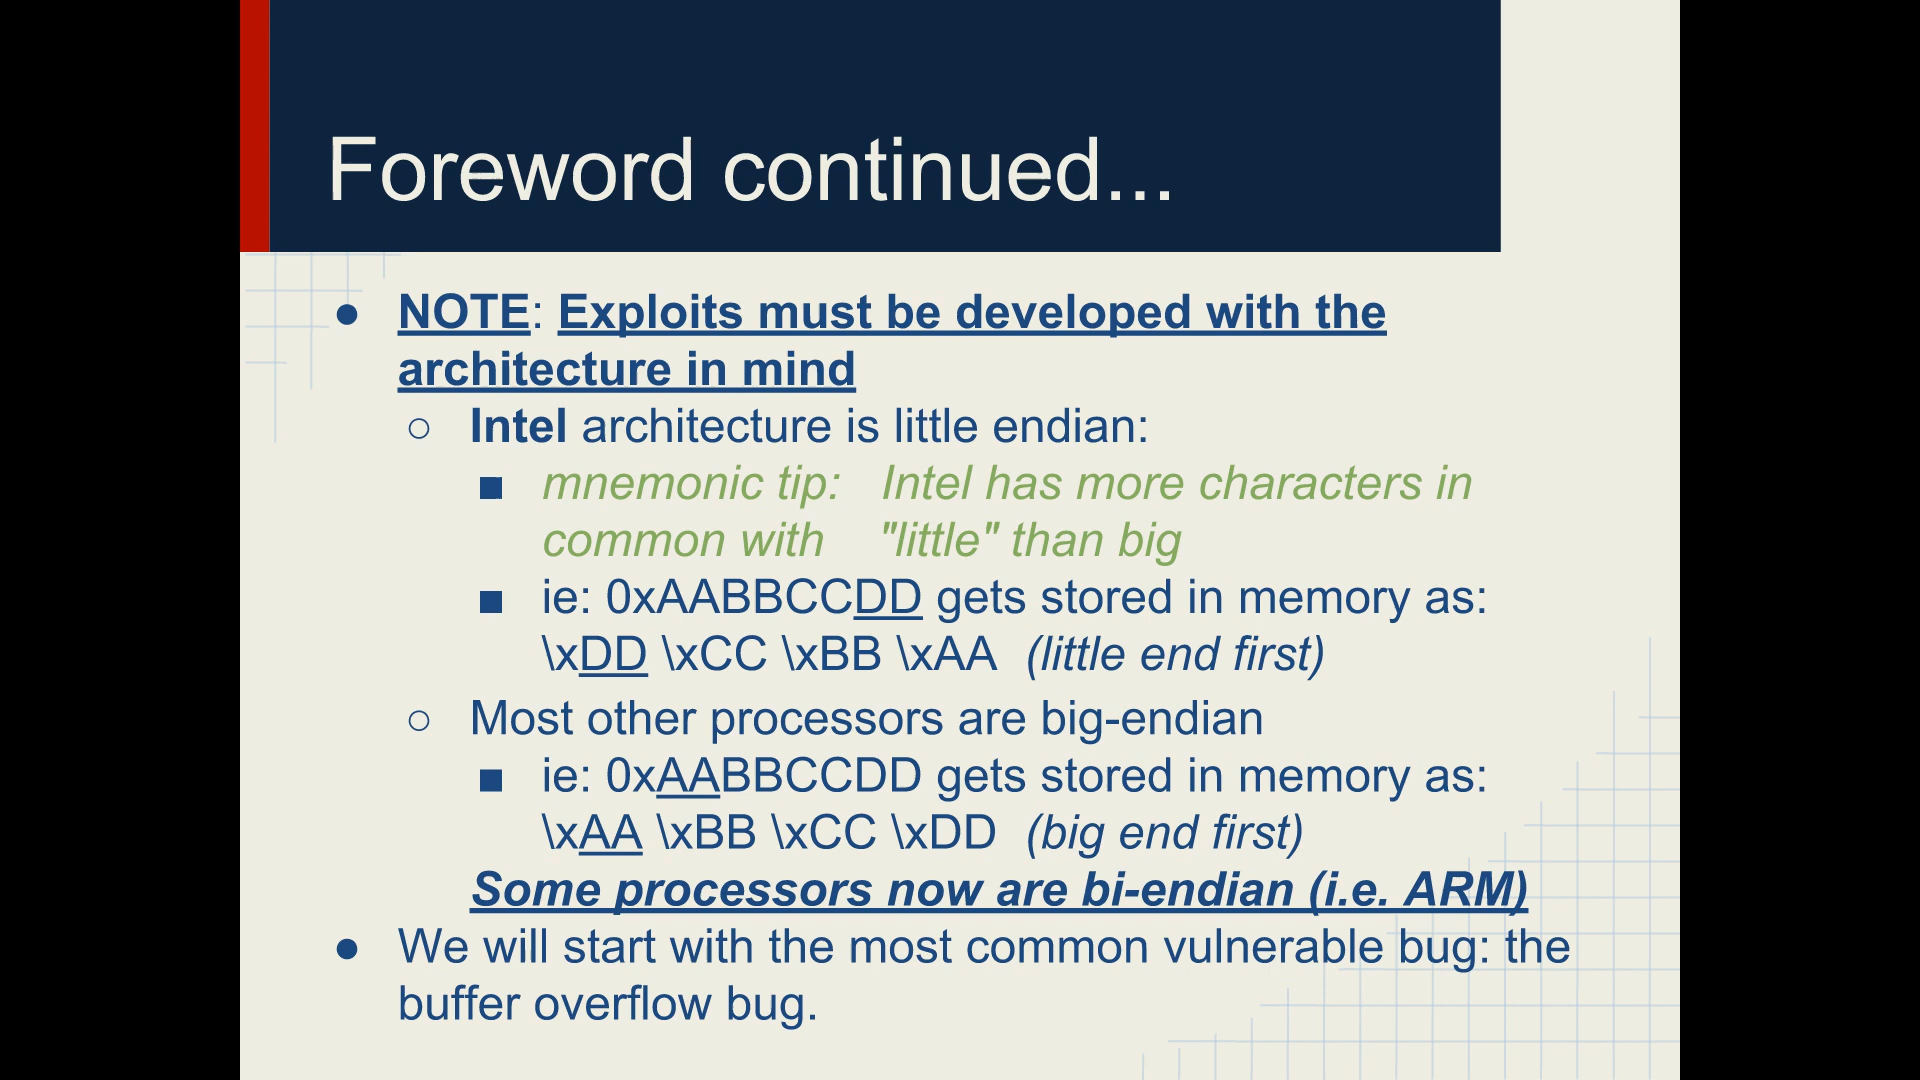 Foreword continued...
● NOTE: Exploits must be developed with the
architecture in mind
○ Intel architecture is little endian:
■ mnemonic tip: Intel has more characters in
common with "little" than big
■ ie: 0xAABBCCDD gets stored in memory as:
\xDD \xCC \xBB \xAA (little end first)
○ Most other processors are big-endian
■ ie: 0xAABBCCDD gets stored in memory as:
\xAA \xBB \xCC \xDD (big end first)
Some processors now are bi-endian (i.e. ARM)
● We will start with the most common vulnerable bug: the
buffer overflow bug.